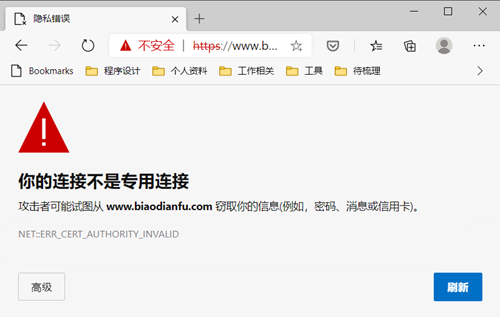 隐私错误
不安全 | https://www.b...
Bookmarks 程序设计 个人资料 工作相关 工具 待梳理
你的连接不是专用连接
攻击者可能试图从 www.biaodianfu.com 窃取你的信息(例如，密码、消息或信用卡)。
NET::ERR_CERT_AUTHORITY_INVALID
高级 刷新